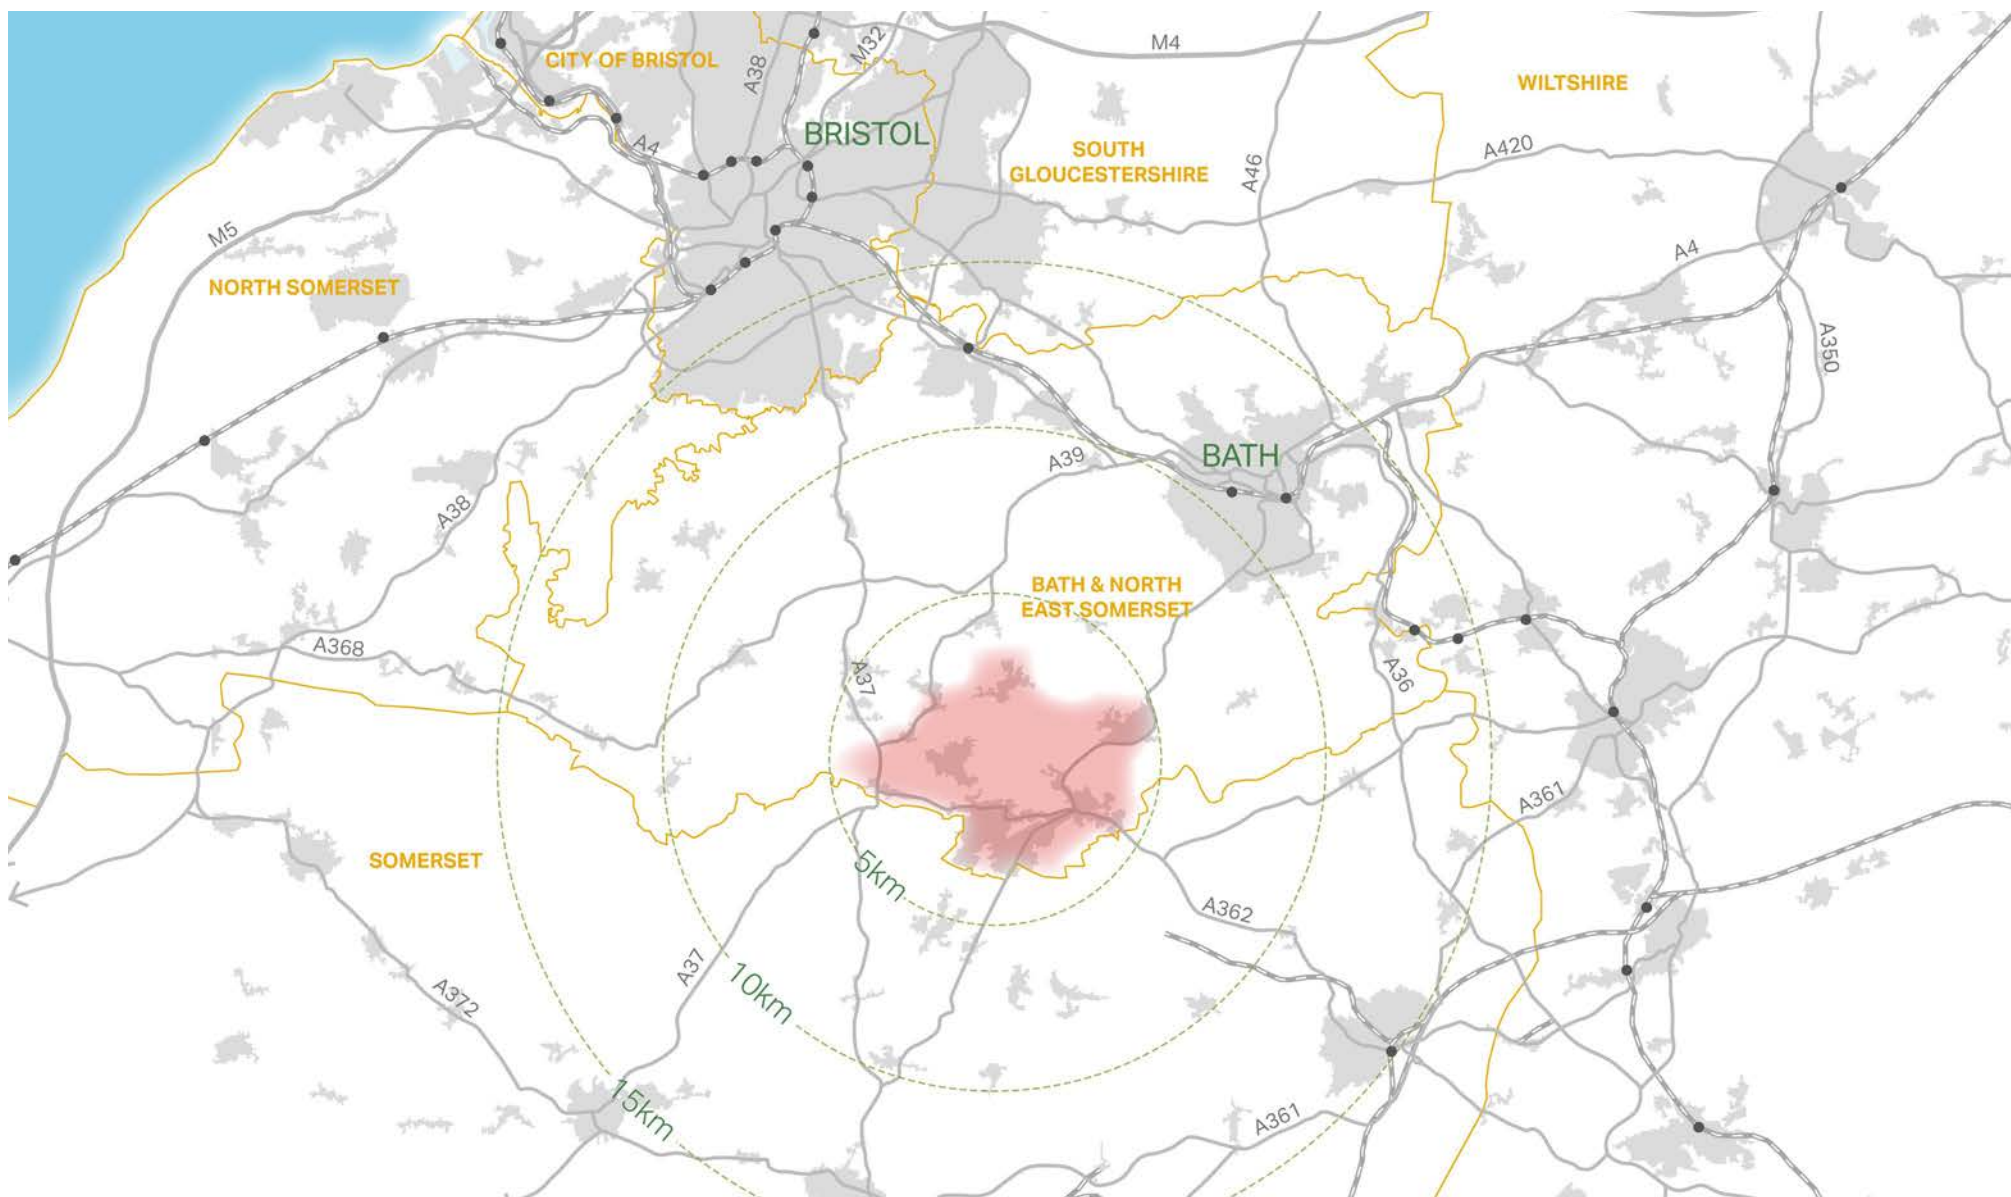 M4
M32
CITY OF BRISTOL
A38
WILTSHIRE
BRISTOL
A4
SOUTH
GLOUCESTERSHIRE
A420
A46
M5
A4
NORTH SOMERSET
A350
BATH
A39
A38
BATH & NORTH
EAST SOMERSET
A368
A37
A36
A361
SOMERSET
5km
A362
A37
10km
A372
15km
A361